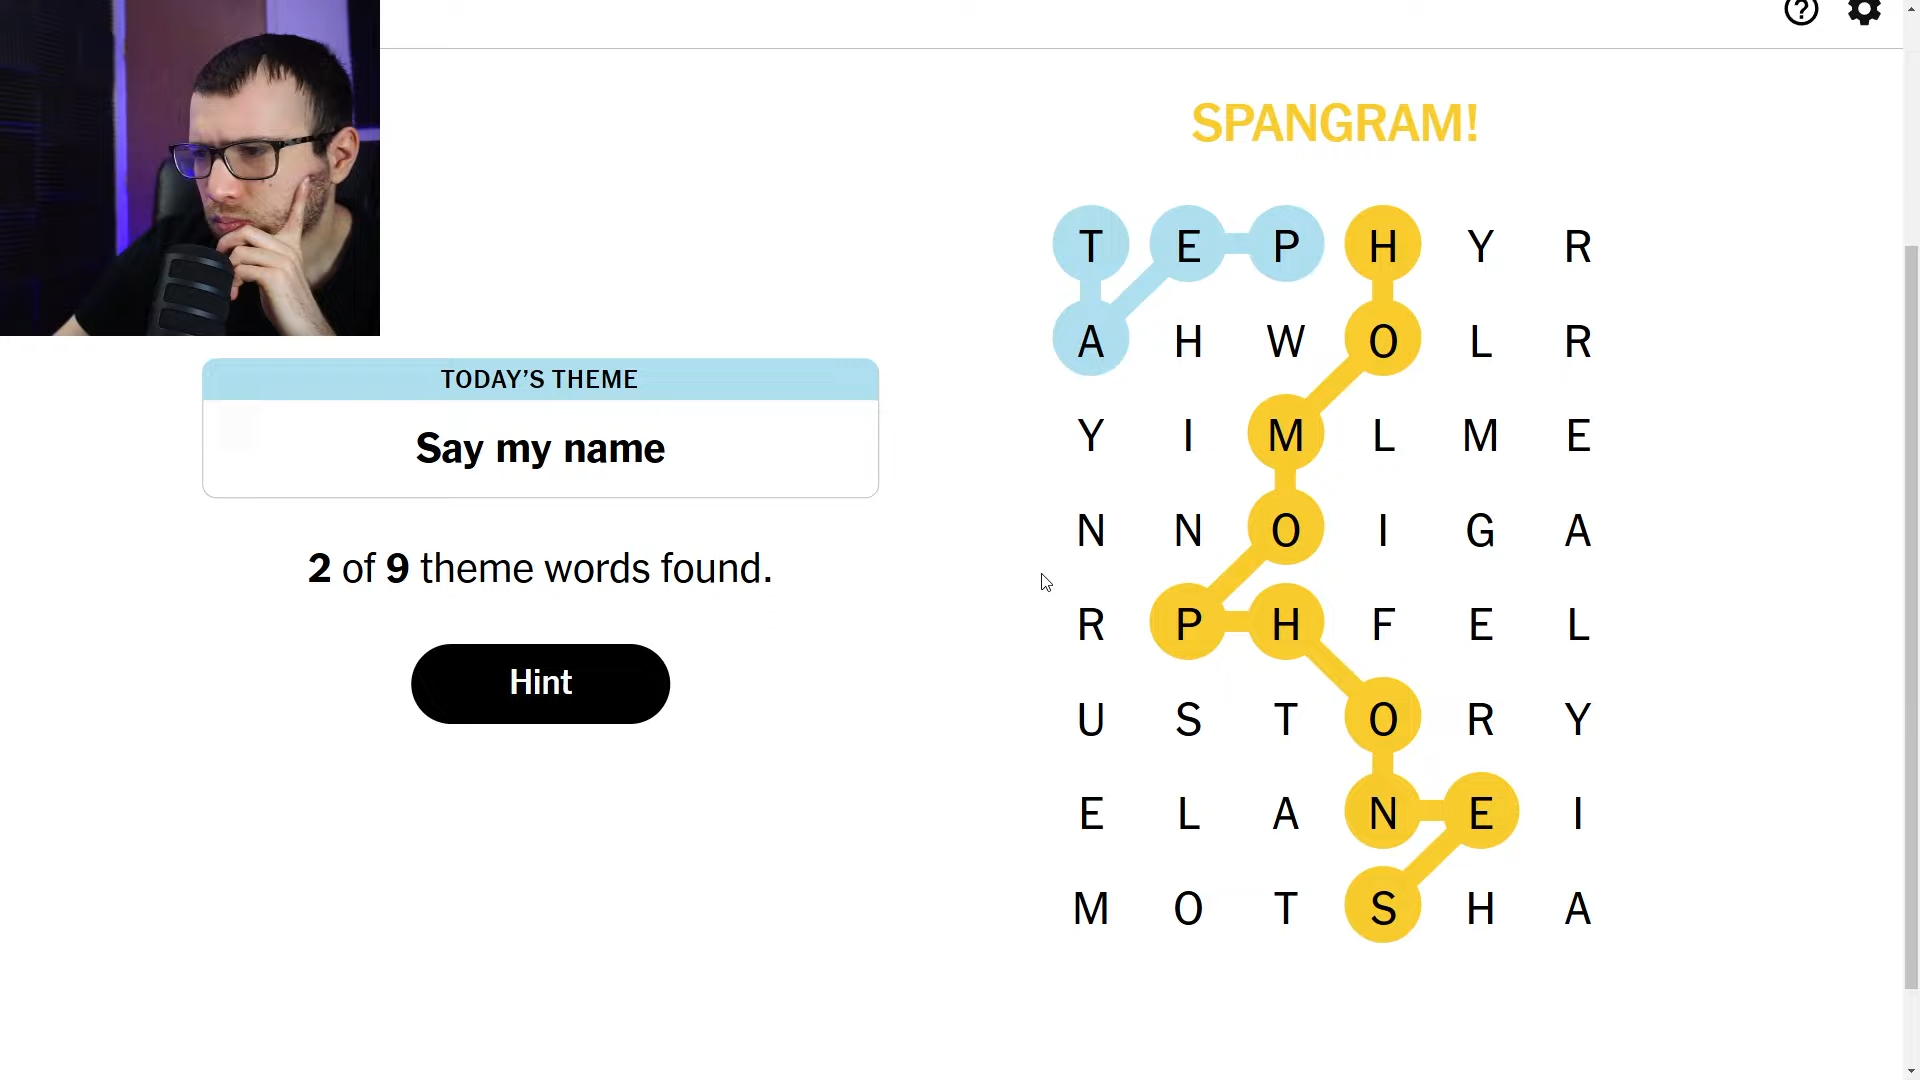 SPANGRAM!
TODAY'S THEME
Say my name
2 of 9 theme words found.
Hint
T E P H Y R
A H W O L R
Y I M L M E
N N O I G A
R P H F E L
U S T O R Y
E L A N E I
M O T S H A